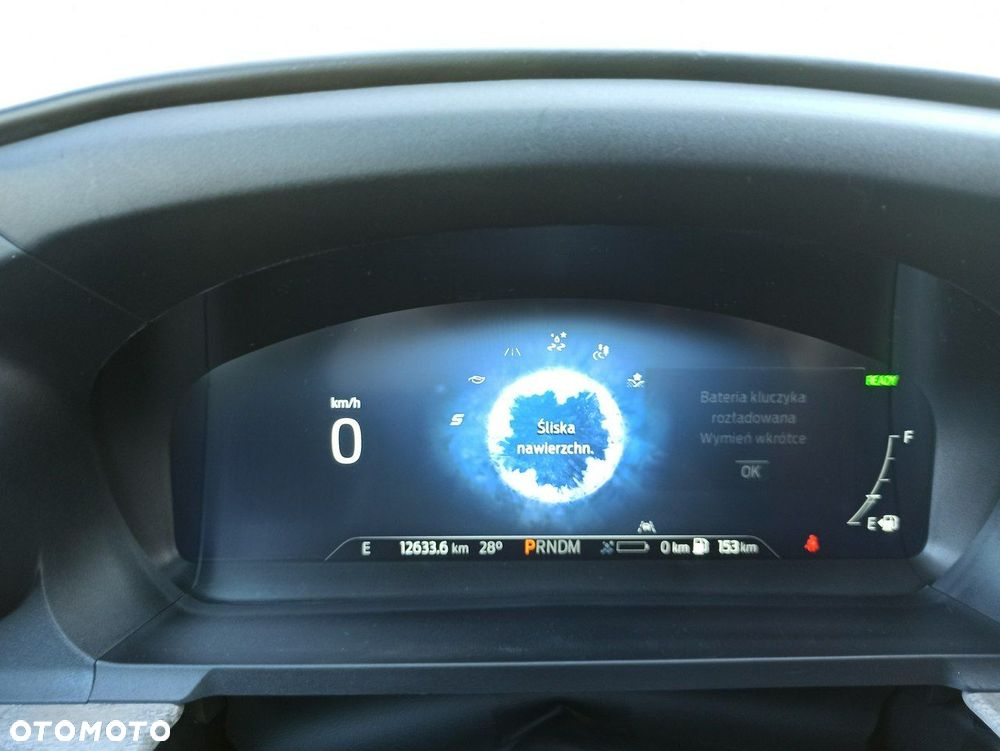 km/h
0
S
Śliska
nawierzchn.
Bateria kluczyka
rozładowana
Wymień wkrótce
OK
READY
F
E
E 12633.6 km 28° PRNDM 0 km 153 km
OTOMOTO